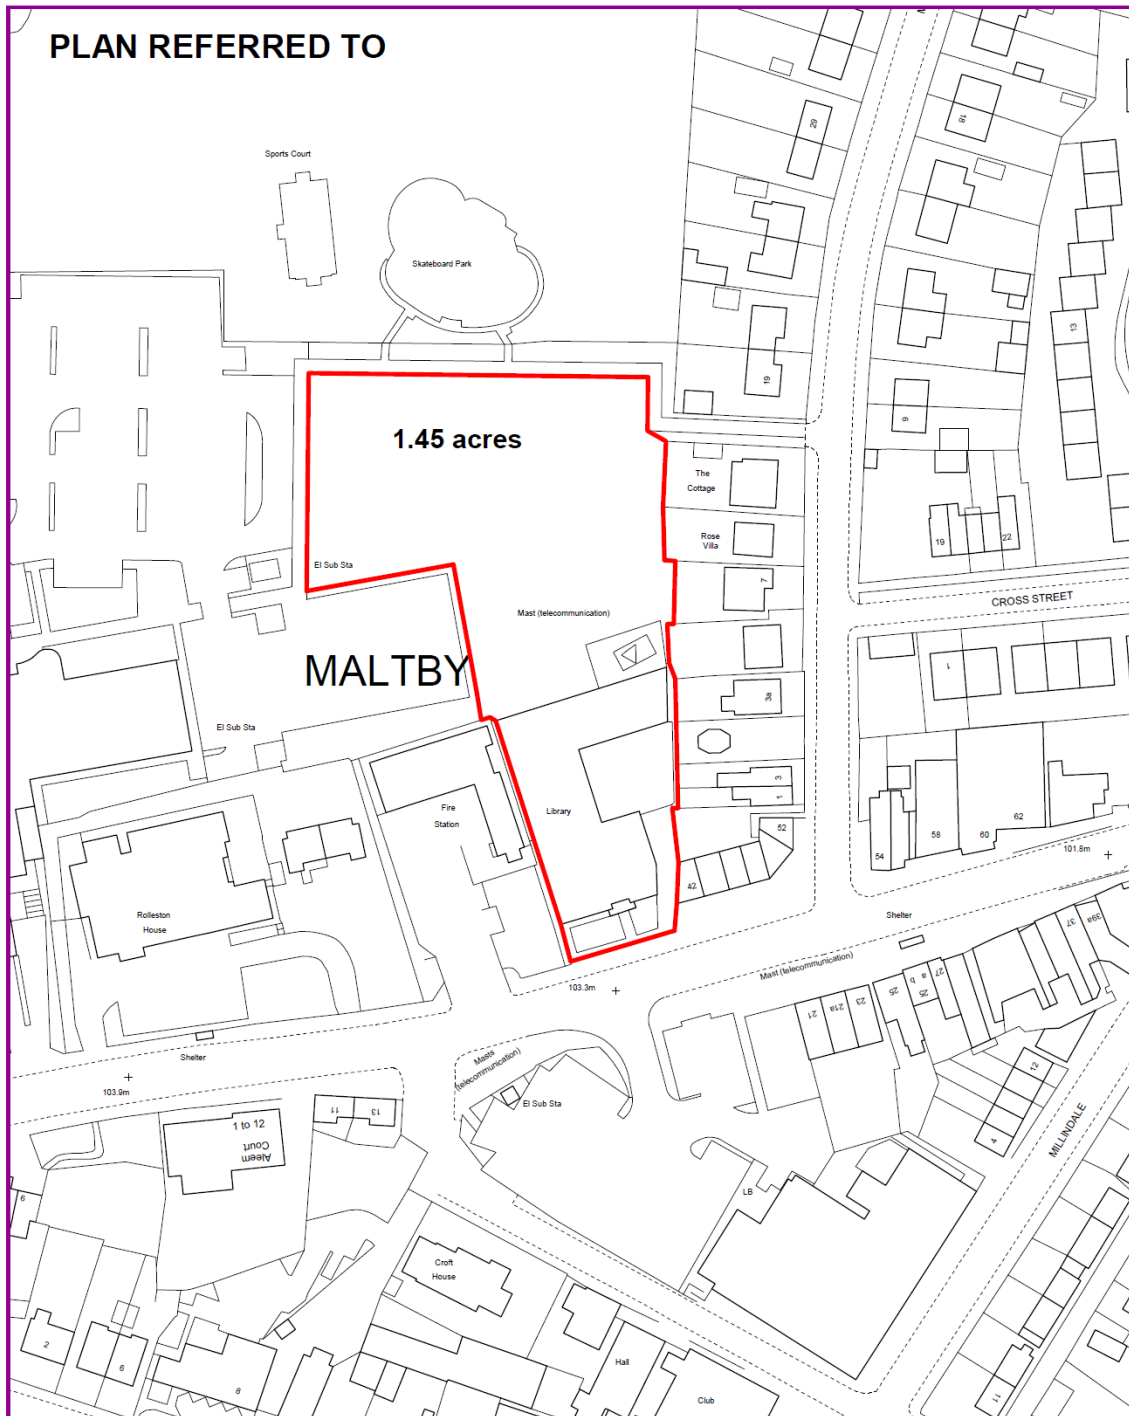 PLAN REFERRED TO
29
18
Sports Court
Skateboard Park
13
19
9
1.45 acres
The
Cottage
Rose
Villa
19
22
El Sub Sta
7
CROSS STREET
Mast (telecommunication)
MALTBY
1
3a
El Sub Sta
3
1
Fire
Station
Library
52
58
60
62
54
101.8m
42
Rolleston
House
Shelter
37
39a
Mast (telecommunication)
27
25
a b
25
23
21a
21
103.3m
Shelter
Masts
(telecommunication)
El Sub Sta
12
4
MILLINDALE
103.9m
11
13
1 to 12
Aleem
Court
LB
6
Croft
House
2
6
8
Hall
Club
11